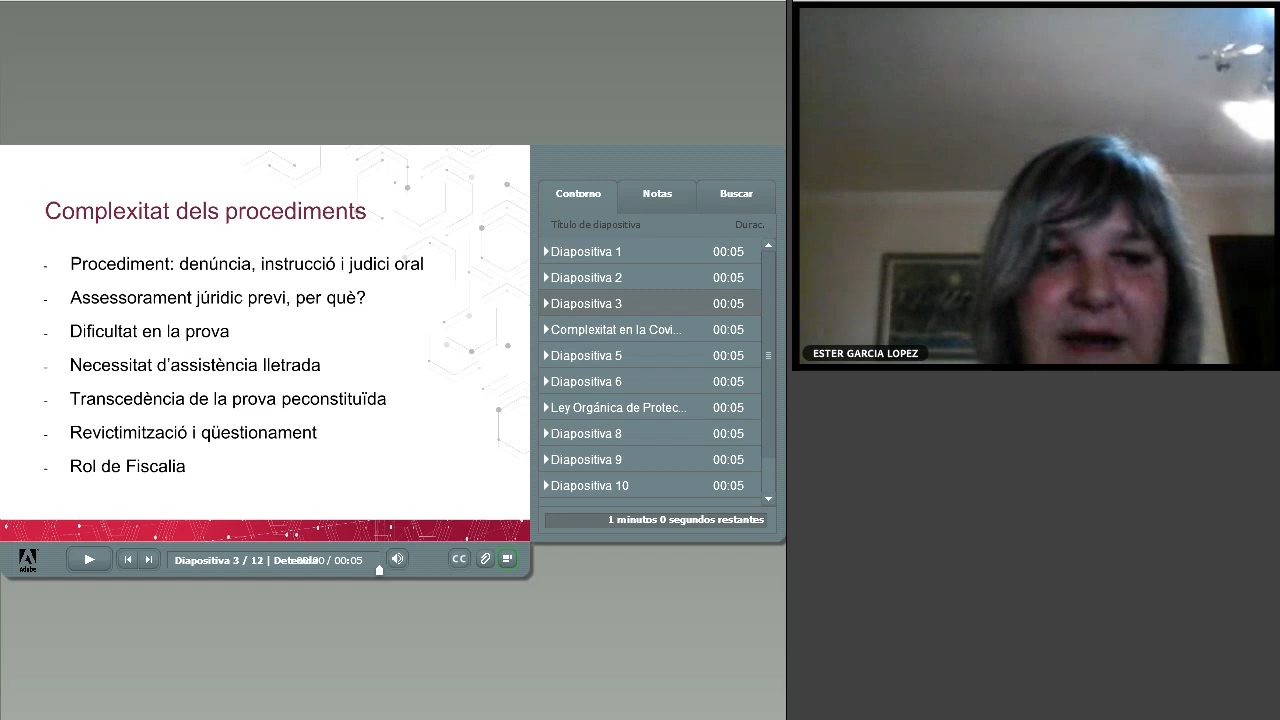 Complexitat dels procediments
- Procediment: denúncia, instrucció i judici oral
- Assessorament júridic previ, per què?
- Dificultat en la prova
- Necessitat d'assistència lletrada
- Transcedència de la prova peconstituïda
- Revictimització i qüestionament
- Rol de Fiscalia
Contorno Notas Buscar
Título de diapositiva Durac.
Diapositiva 1 00:05
Diapositiva 2 00:05
Diapositiva 3 00:05
Complexitat en la Covi... 00:05
Diapositiva 5 00:05
Diapositiva 6 00:05
Ley Orgánica de Protec... 00:05
Diapositiva 8 00:05
Diapositiva 9 00:05
Diapositiva 10 00:05
1 minutos 0 segundos restantes
Adobe
Diapositiva 3 / 12 | / 00:05
CC
ESTER GARCIA LOPEZ